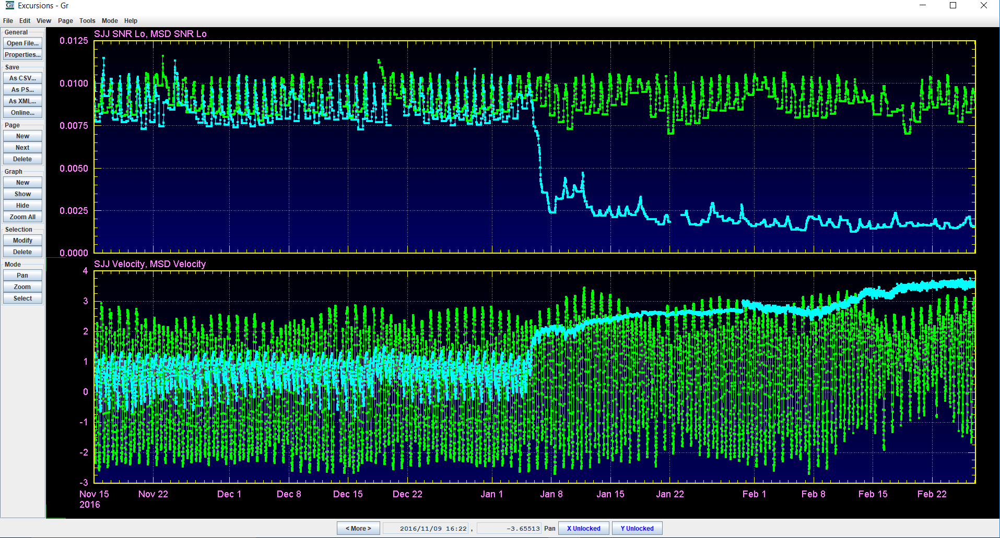 Gr Excursions - Gr
File Edit View Page Tools Mode Help
General
Open File...
Properties...
Save
As CSV...
As PS...
As XML...
Online...
Page
New
Next
Delete
Graph
New
Show
Hide
Zoom All
Selection
Modify
Delete
Mode
Pan
Zoom
Select
SJJ SNR Lo, MSD SNR Lo
0.0125
0.0100
0.0075
0.0050
0.0025
0.0000
SJJ Velocity, MSD Velocity
4
3
2
1
0
-1
-2
-3
Nov 15 Nov 22 Dec 1 Dec 8 Dec 15 Dec 22 Jan 1 Jan 8 Jan 15 Jan 22 Feb 1 Feb 8 Feb 15 Feb 22
2016
< More > 2016/11/09 16:22 , -3.65513 Pan X Unlocked Y Unlocked